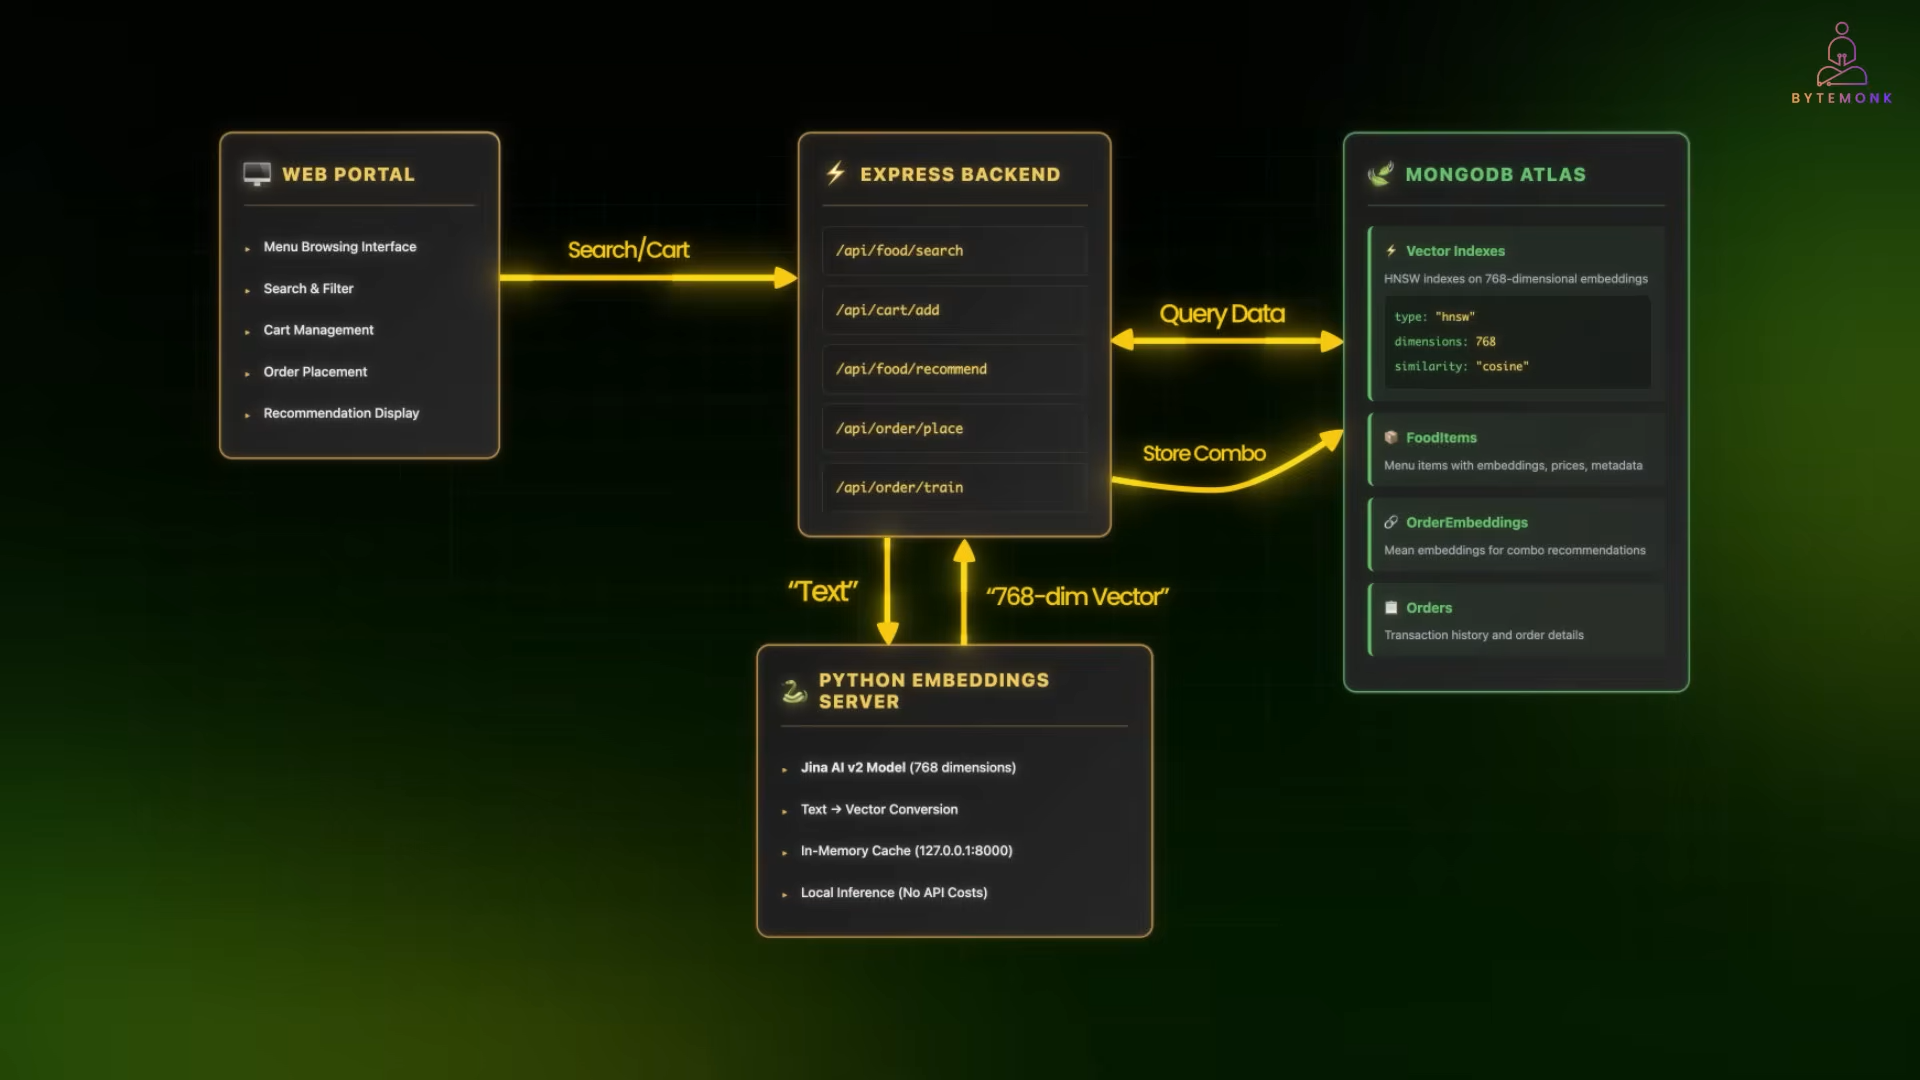 BYTEMONK
WEB PORTAL
Menu Browsing Interface
Search & Filter
Cart Management
Order Placement
Recommendation Display
Search/Cart
EXPRESS BACKEND
/api/food/search
/api/cart/add
/api/food/recommend
/api/order/place
/api/order/train
Query Data
Store Combo
MONGODB ATLAS
Vector Indexes
HNSW indexes on 768-dimensional embeddings
type: "hnsw"
dimensions: 768
similarity: "cosine"
FoodItems
Menu items with embeddings, prices, metadata
OrderEmbeddings
Mean embeddings for combo recommendations
Orders
Transaction history and order details
“Text”
“768-dim Vector”
PYTHON EMBEDDINGS
SERVER
Jina AI v2 Model (768 dimensions)
Text → Vector Conversion
In-Memory Cache (127.0.0.1:8000)
Local Inference (No API Costs)